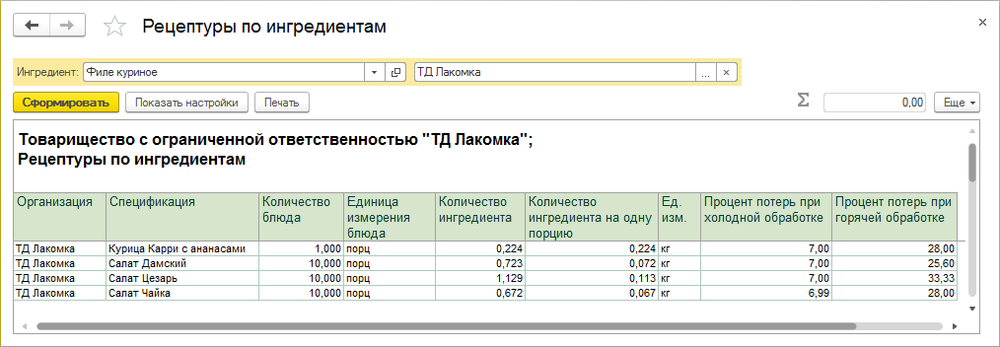 Рецептуры по ингредиентам
Ингредиент: Филе куриное ТД Лакомка ...
Сформировать Показать настройки Печать Σ 0,00 Еще
Товарищество с ограниченной ответственностью "ТД Лакомка";
Рецептуры по ингредиентам
Организация Спецификация Количество блюда Единица измерения блюда Количество ингредиента Количество ингредиента на одну порцию Ед. изм. Процент потерь при холодной обработке Процент потерь при горячей обработке
ТД Лакомка Курица Карри с ананасами 1,000 порц 0,224 0,224 кг 7,00 28,00
ТД Лакомка Салат Дамский 10,000 порц 0,723 0,072 кг 7,00 25,60
ТД Лакомка Салат Цезарь 10,000 порц 1,129 0,113 кг 7,00 33,33
ТД Лакомка Салат Чайка 10,000 порц 0,672 0,067 кг 6,99 28,00